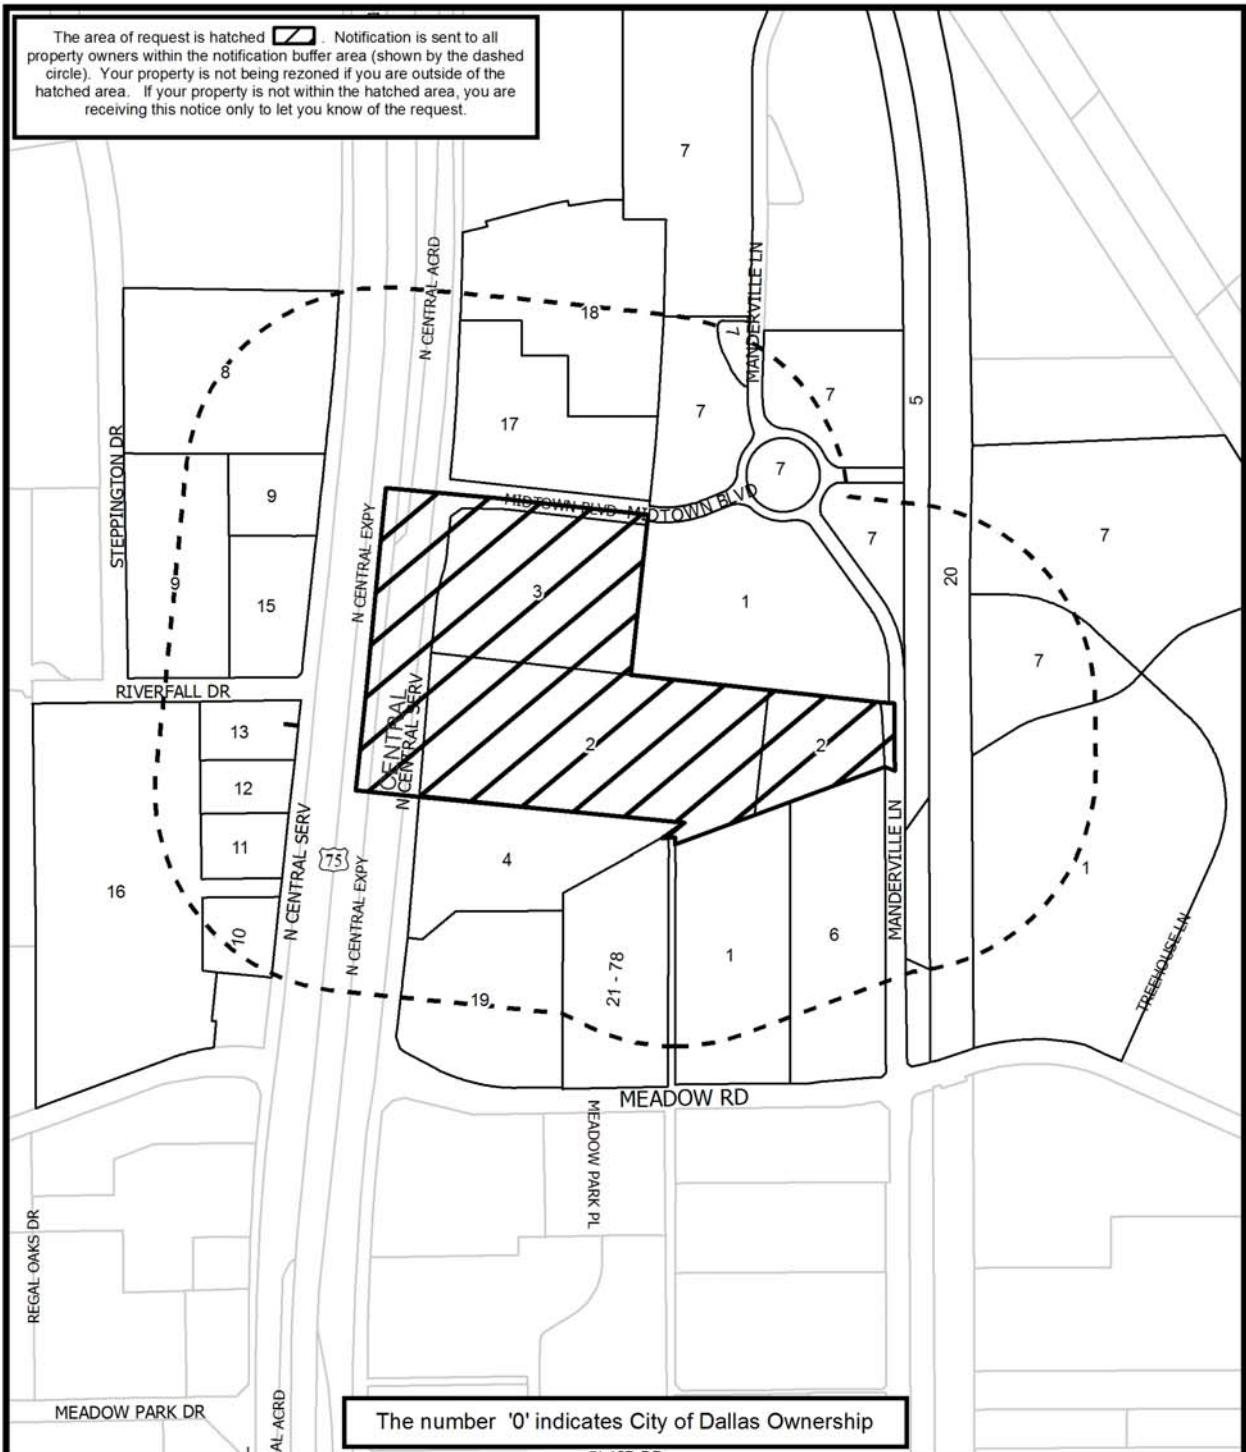 The area of request is hatched . Notification is sent to all
property owners within the notification buffer area (shown by the dashed
circle). Your property is not being rezoned if you are outside of the
hatched area. If your property is not within the hatched area, you are
receiving this notice only to let you know of the request.
7
N CENTRAL ACRD
MANDERVILLE LN
18
7
8
7
7
5
17
STEPPINGTON DR
7
9
MIDTOWN BLVD
MIDTOWN BLVD
N CENTRAL EXPY
7
7
9
15
3
1
20
7
RIVERFALL DR
CENTRAL
N CENTRAL SERV
13
2
2
12
11
N CENTRAL SERV
75
N CENTRAL EXPY
4
MANDERVILLE LN
1
16
10
1
6
21 - 78
19
TREEHOUSE LN
MEADOW RD
MEADOW PARK PL
REGAL OAKS DR
MEADOW PARK DR
AL ACRD
The number '0' indicates City of Dallas Ownership